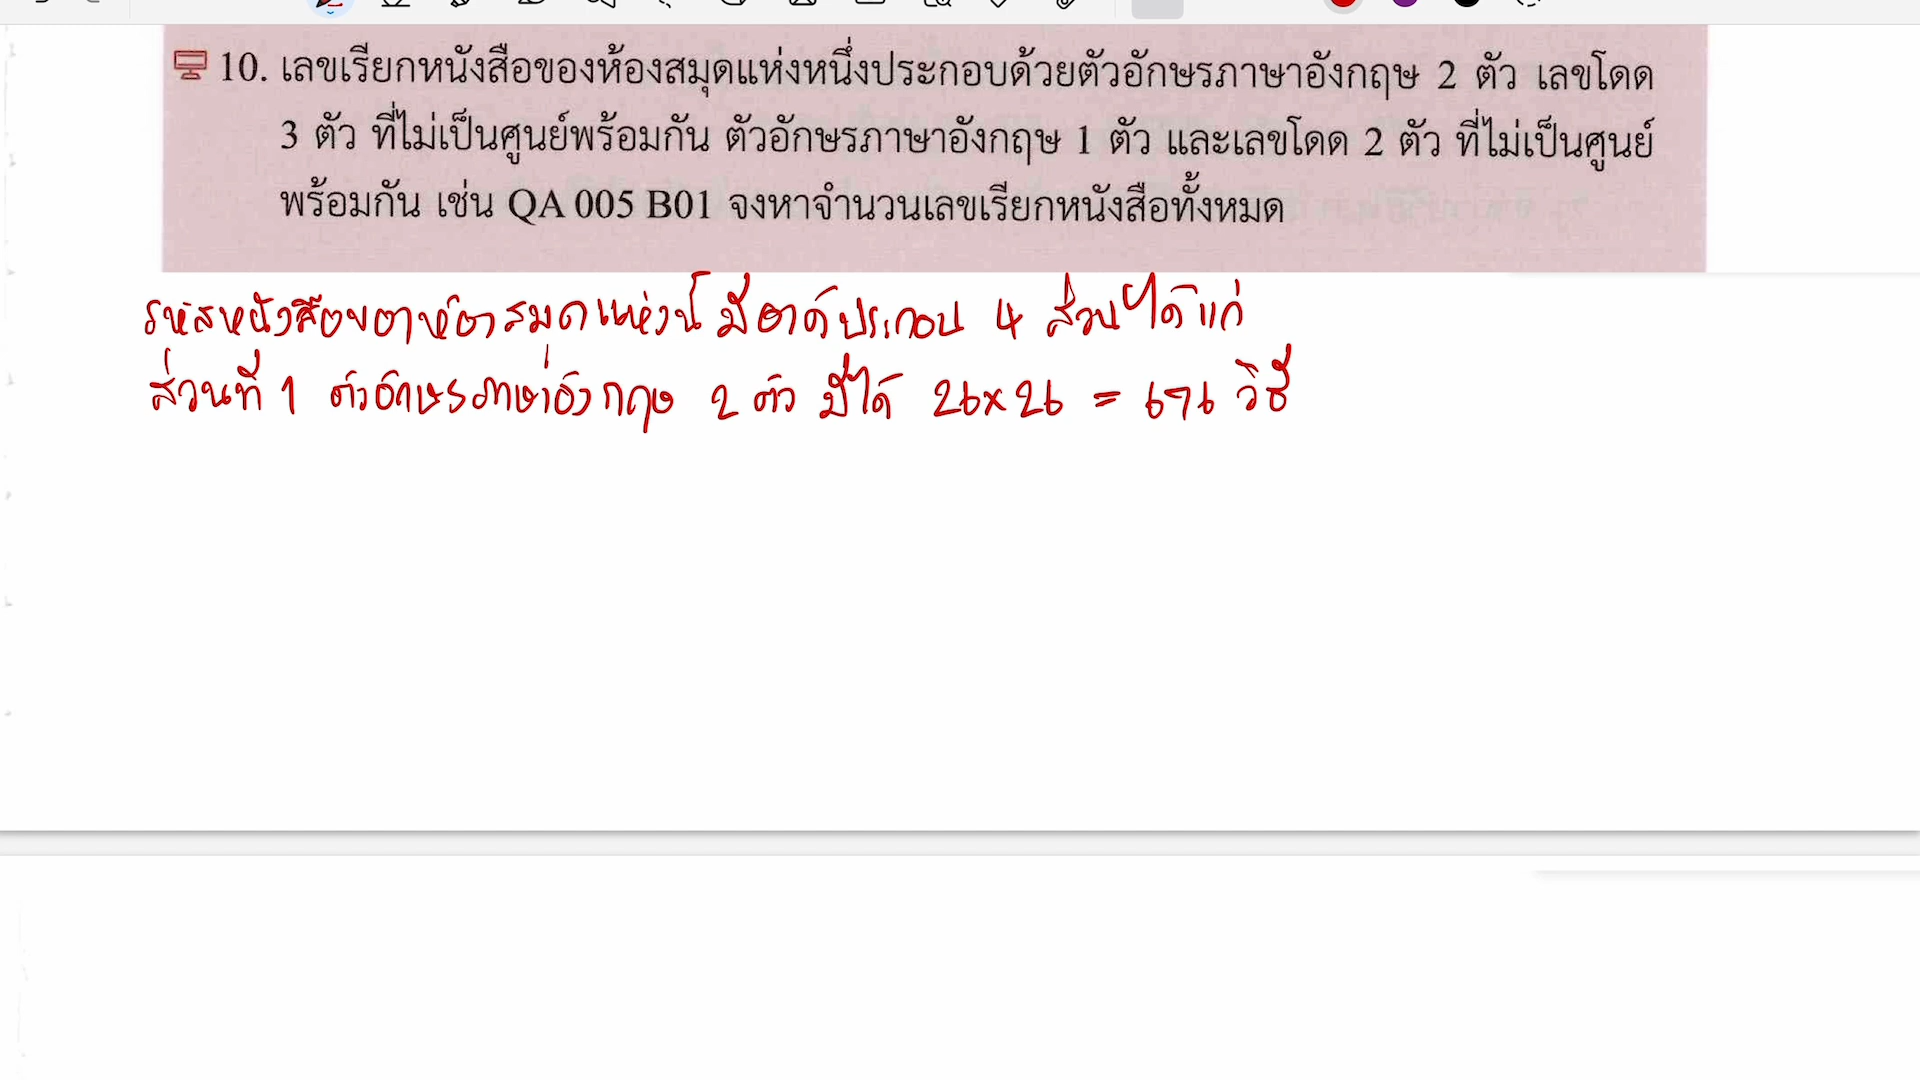 10. เลขเรียกหนังสือของห้องสมุดแห่งหนึ่งประกอบด้วยตัวอักษรภาษาอังกฤษ 2 ตัว เลขโดด
3 ตัว ที่ไม่เป็นศูนย์พร้อมกัน ตัวอักษรภาษาอังกฤษ 1 ตัว และเลขโดด 2 ตัว ที่ไม่เป็นศูนย์
พร้อมกัน เช่น QA 005 B01 จงหาจำนวนเลขเรียกหนังสือทั้งหมด
รหัสหนังสือของห้องสมุดแห่งนี้ มีองค์ประกอบ 4 ส่วน ได้แก่
ส่วนที่ 1 ตัวอักษรภาษาอังกฤษ 2 ตัว มีได้ 26×26 = 676 วิธี